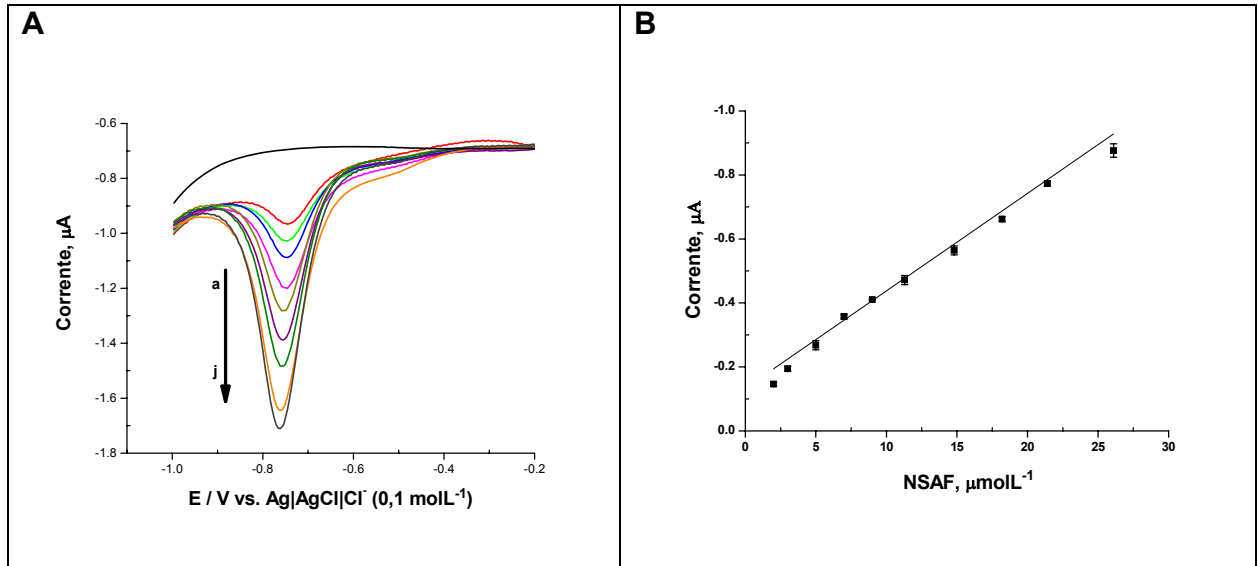 A
-0.6
-0.8
-1.0
-1.2
-1.4
-1.6
-1.8
Corrente, µA
a
j
-1.0 -0.8 -0.6 -0.4 -0.2
E / V vs. Ag|AgCl|Cl⁻ (0,1 molL⁻¹)
B
-1.0
-0.8
-0.6
-0.4
-0.2
0.0
Corrente, µA
0 5 10 15 20 25 30
NSAF, µmolL⁻¹